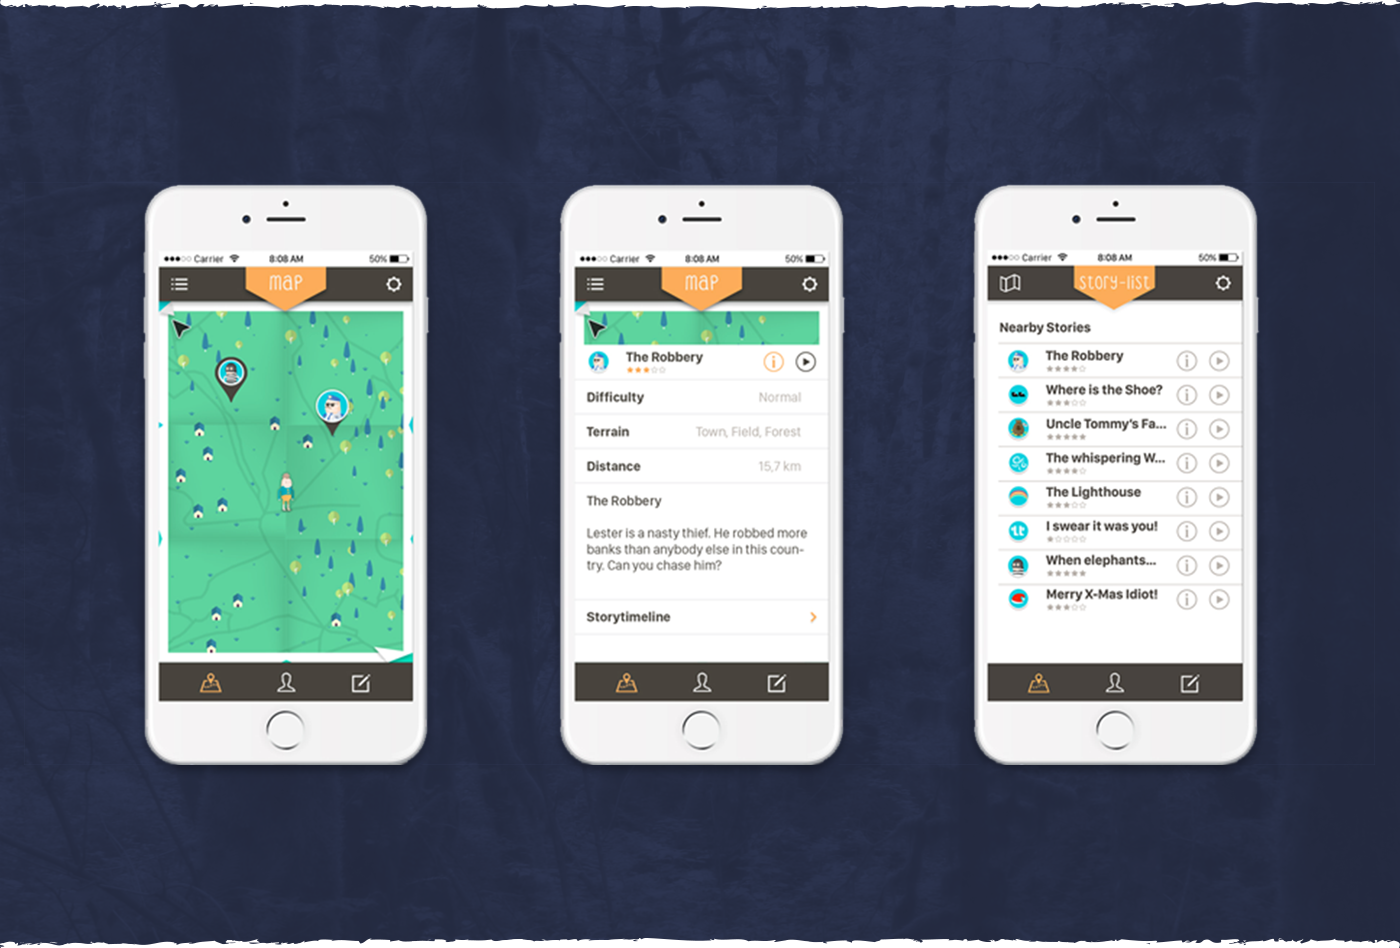 Carrier 8:08 AM 50%
map
Carrier 8:08 AM 50%
map
The Robbery
Difficulty Normal
Terrain Town, Field, Forest
Distance 15,7 km
The Robbery
Lester is a nasty thief. He robbed more
banks than anybody else in this coun-
try. Can you chase him?
Storytimeline
Carrier 8:08 AM 50%
story-list
Nearby Stories
The Robbery
Where is the Shoe?
Uncle Tommy's Fa...
The whispering W...
The Lighthouse
I swear it was you!
When elephants...
Merry X-Mas Idiot!